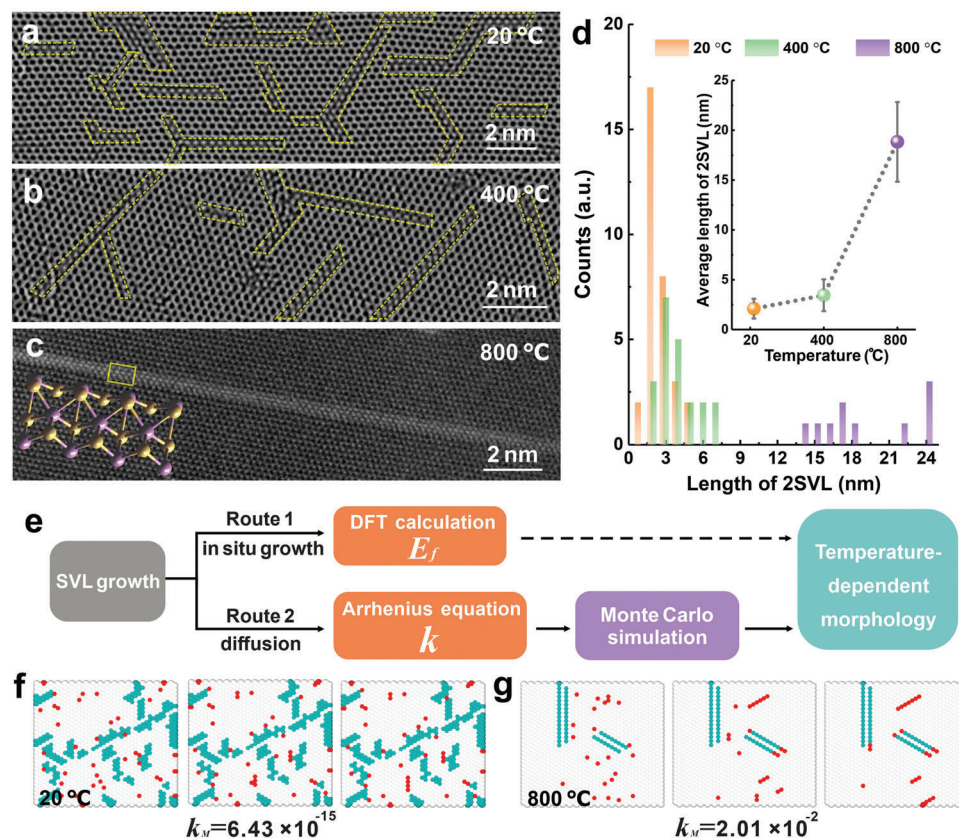 a
20 °C
2 nm
b
400 °C
2 nm
c
800 °C
2 nm
d
20 °C
400 °C
800 °C
Counts (a.u.)
20
15
10
5
0
0
3
6
9
12
15
18
21
24
Length of 2SVL (nm)
Average length of 2SVL (nm)
25
20
15
10
5
0
20
400
800
Temperature (℃)
e
SVL growth
Route 1
in situ growth
DFT calculation
E_f
Route 2
diffusion
Arrhenius equation
k
Monte Carlo
simulation
Temperature-
dependent
morphology
f
20 ℃
k_M=6.43 ×10⁻¹⁵
g
800 ℃
k_M=2.01 ×10⁻²